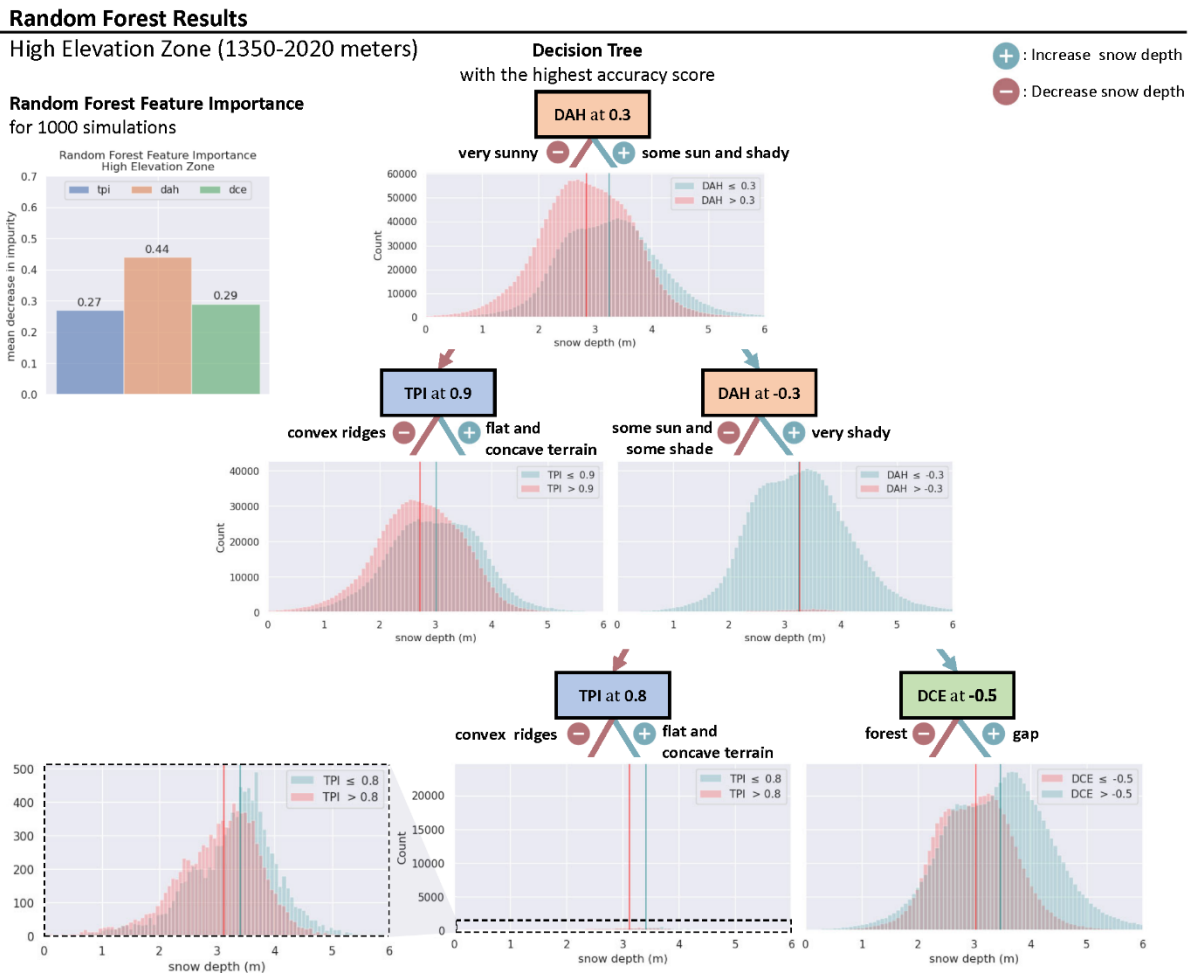 Random Forest Results
High Elevation Zone (1350-2020 meters)
Decision Tree
with the highest accuracy score
+ : Increase snow depth
− : Decrease snow depth
Random Forest Feature Importance
for 1000 simulations
Random Forest Feature Importance
High Elevation Zone
tpi dah dce
mean decrease in impurity
0.7
0.6
0.5
0.4
0.3
0.2
0.1
0.0
0.27
0.44
0.29
DAH at 0.3
very sunny − + some sun and shady
DAH ≤ 0.3
DAH > 0.3
Count
60000
50000
40000
30000
20000
10000
0
0 1 2 3 4 5 6
snow depth (m)
TPI at 0.9
convex ridges − + flat and
concave terrain
TPI ≤ 0.9
TPI > 0.9
Count
40000
30000
20000
10000
0
0 1 2 3 4 5 6
snow depth (m)
DAH at -0.3
some sun and
some shade − + very shady
DAH ≤ -0.3
DAH > -0.3
0 1 2 3 4 5 6
snow depth (m)
TPI at 0.8
convex ridges − + flat and
concave terrain
TPI ≤ 0.8
TPI > 0.8
500
400
300
200
100
0
0 1 2 3 4 5 6
snow depth (m)
TPI ≤ 0.8
TPI > 0.8
Count
20000
15000
10000
5000
0
0 1 2 3 4 5 6
snow depth (m)
DCE at -0.5
forest − + gap
DCE ≤ -0.5
DCE > -0.5
0 1 2 3 4 5 6
snow depth (m)